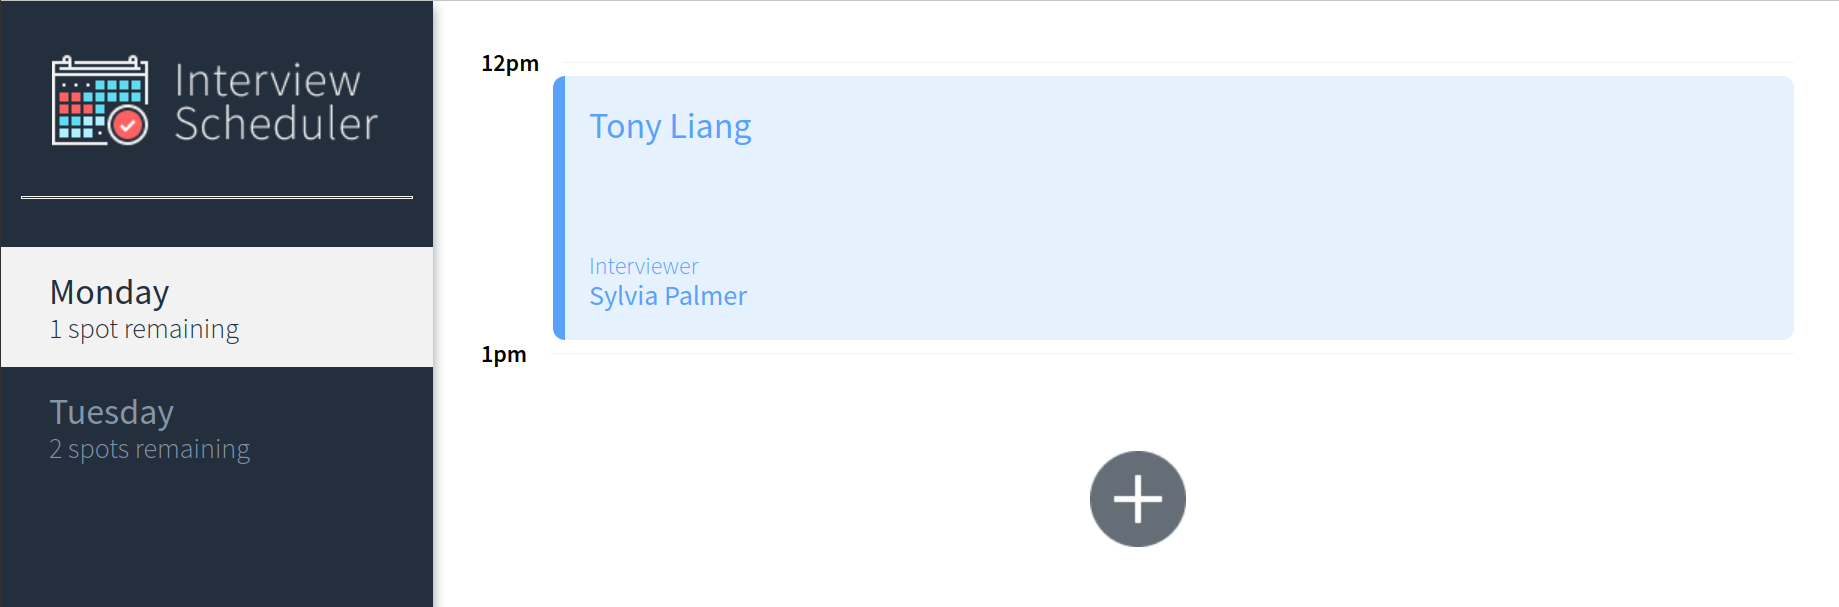 Interview
Scheduler
Monday
1 spot remaining
Tuesday
2 spots remaining
12pm
Tony Liang
Interviewer
Sylvia Palmer
1pm